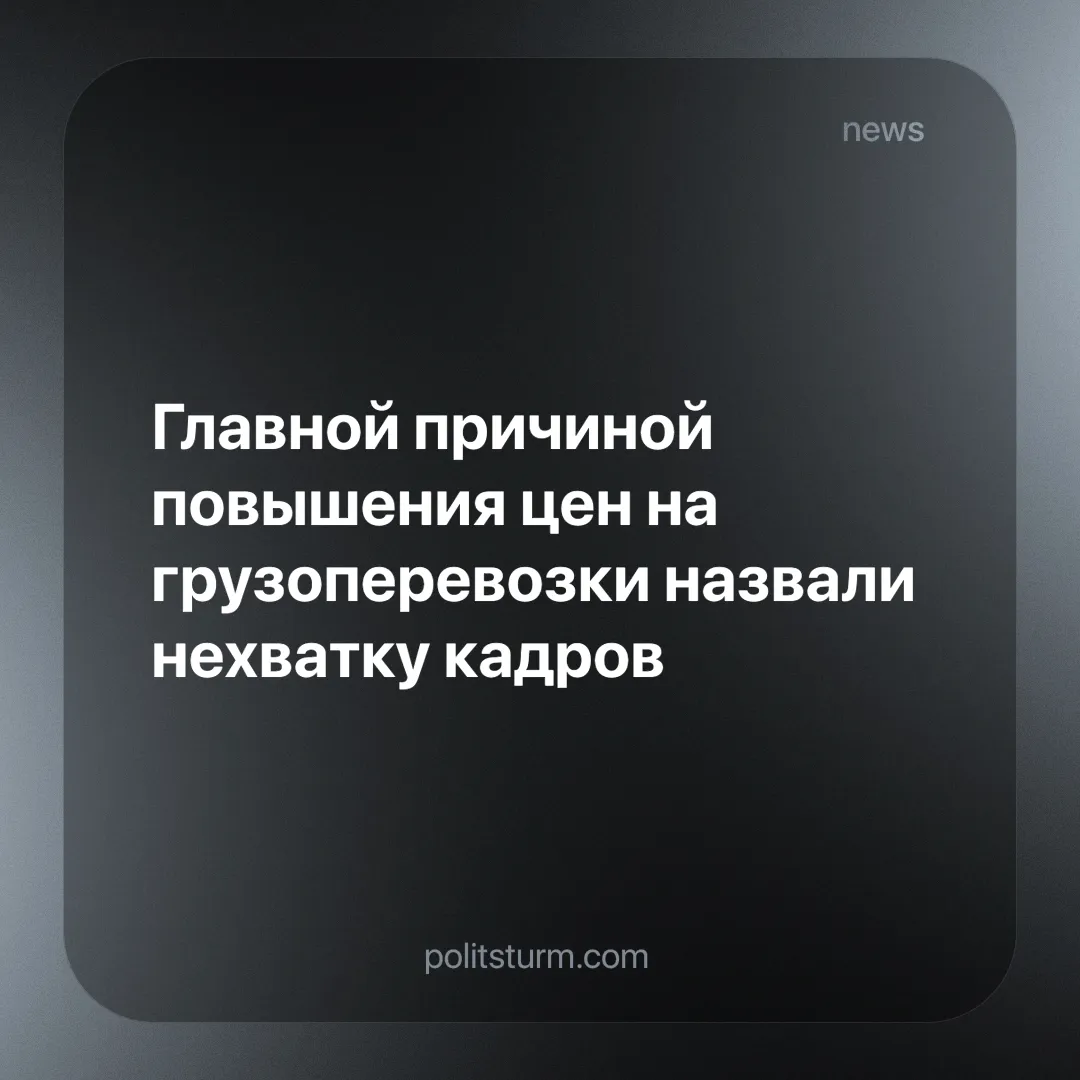 news
Главной причиной
повышения цен на
грузоперевозки назвали
нехватку кадров
politsturm.com